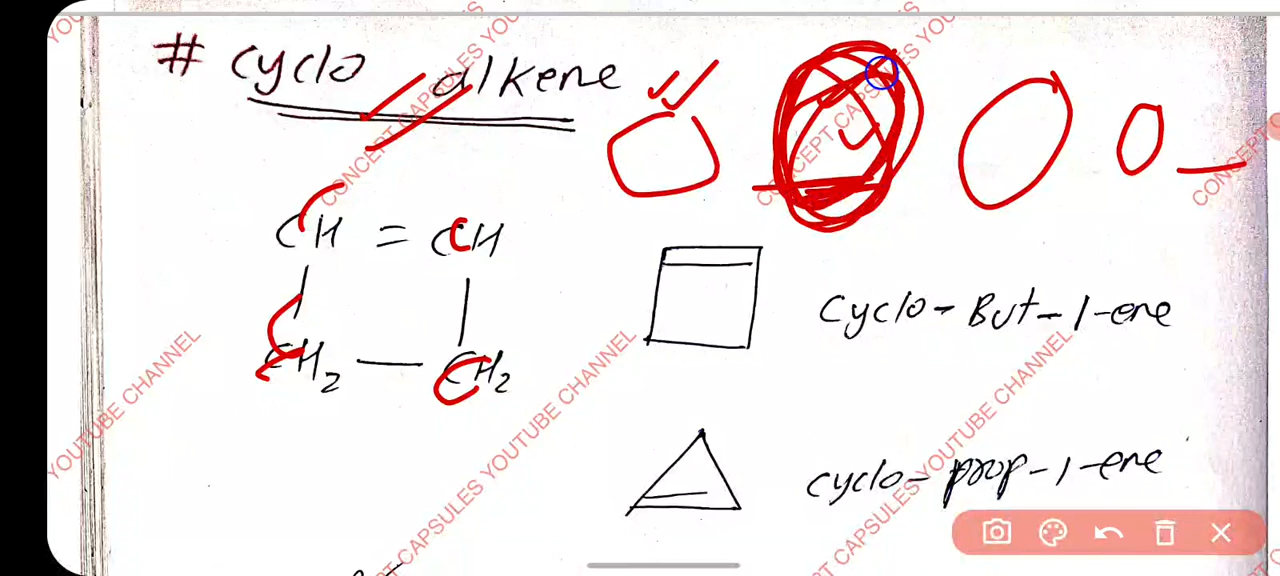 # cyclo alkene
CH = CH
CH2 — CH2
cyclo- But-1-ene
cyclo- prop-1-ene
CONCEPT CAPSULES YOUTUBE CHANNEL